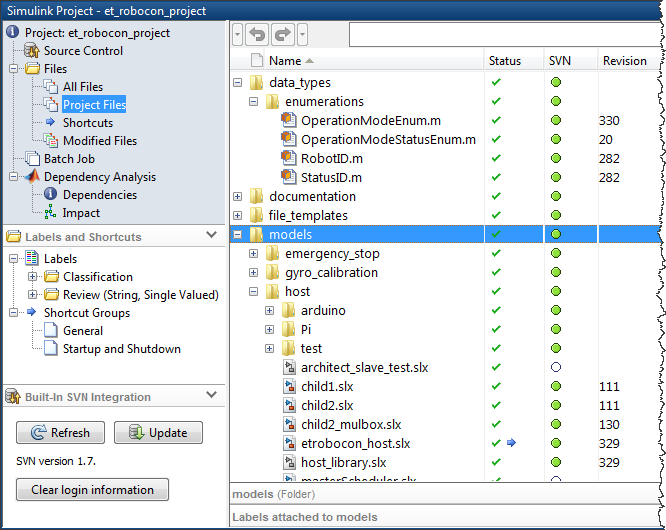 Simulink Project - et_robocon_project
Project: et_robocon_project
Source Control
Files
All Files
Project Files
Shortcuts
Modified Files
Batch Job
Dependency Analysis
Dependencies
Impact
Labels and Shortcuts
Labels
Classification
Review (String, Single Valued)
Shortcut Groups
General
Startup and Shutdown
Built-In SVN Integration
Refresh
Update
SVN version 1.7.
Clear login information
Name Status SVN Revision
data_types
enumerations
OperationModeEnum.m 330
OperationModeStatusEnum.m 20
RobotID.m 282
StatusID.m 282
documentation
file_templates
models
emergency_stop
gyro_calibration
host
arduino
Pi
test
architect_slave_test.slx
child1.slx 111
child2.slx 111
child2_mulbox.slx 130
etrobocon_host.slx 329
host_library.slx 329
masterScheduler.slx
models (Folder)
Labels attached to models